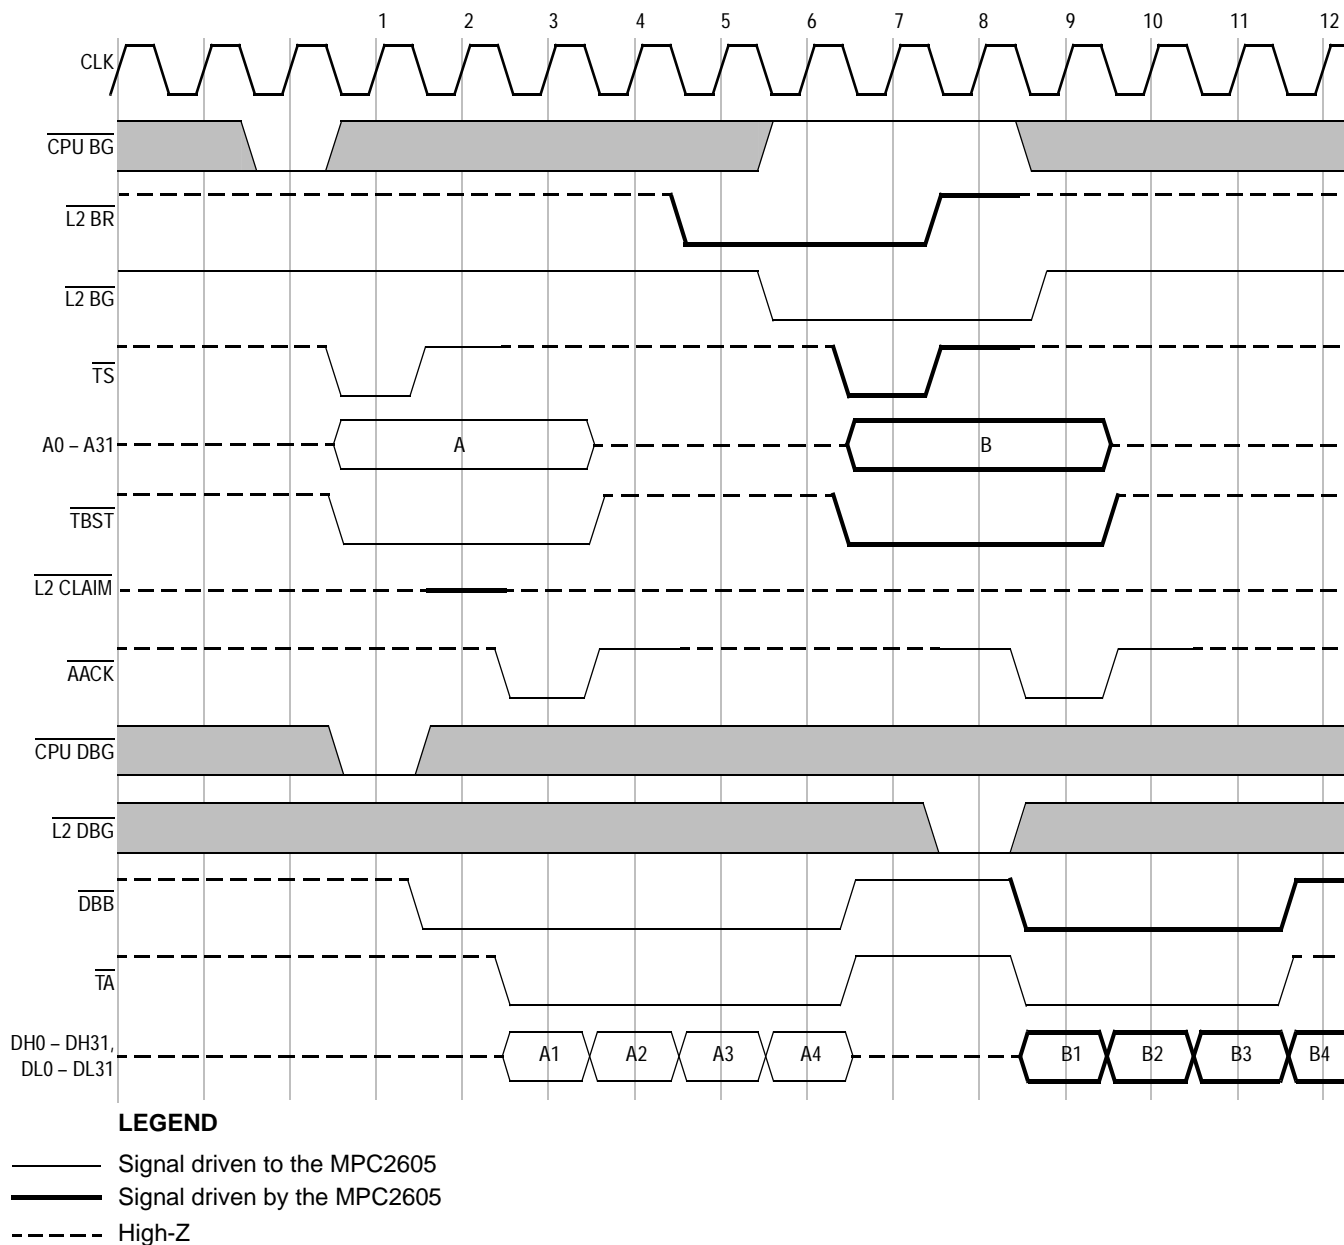 1 2 3 4 5 6 7 8 9 10 11 12
CLK
CPU BG
L2 BR
L2 BG
TS
A0 – A31
A
B
TBST
L2 CLAIM
AACK
CPU DBG
L2 DBG
DBB
TA
DH0 – DH31,
DL0 – DL31
A1 A2 A3 A4 B1 B2 B3 B4
LEGEND
Signal driven to the MPC2605
Signal driven by the MPC2605
High-Z